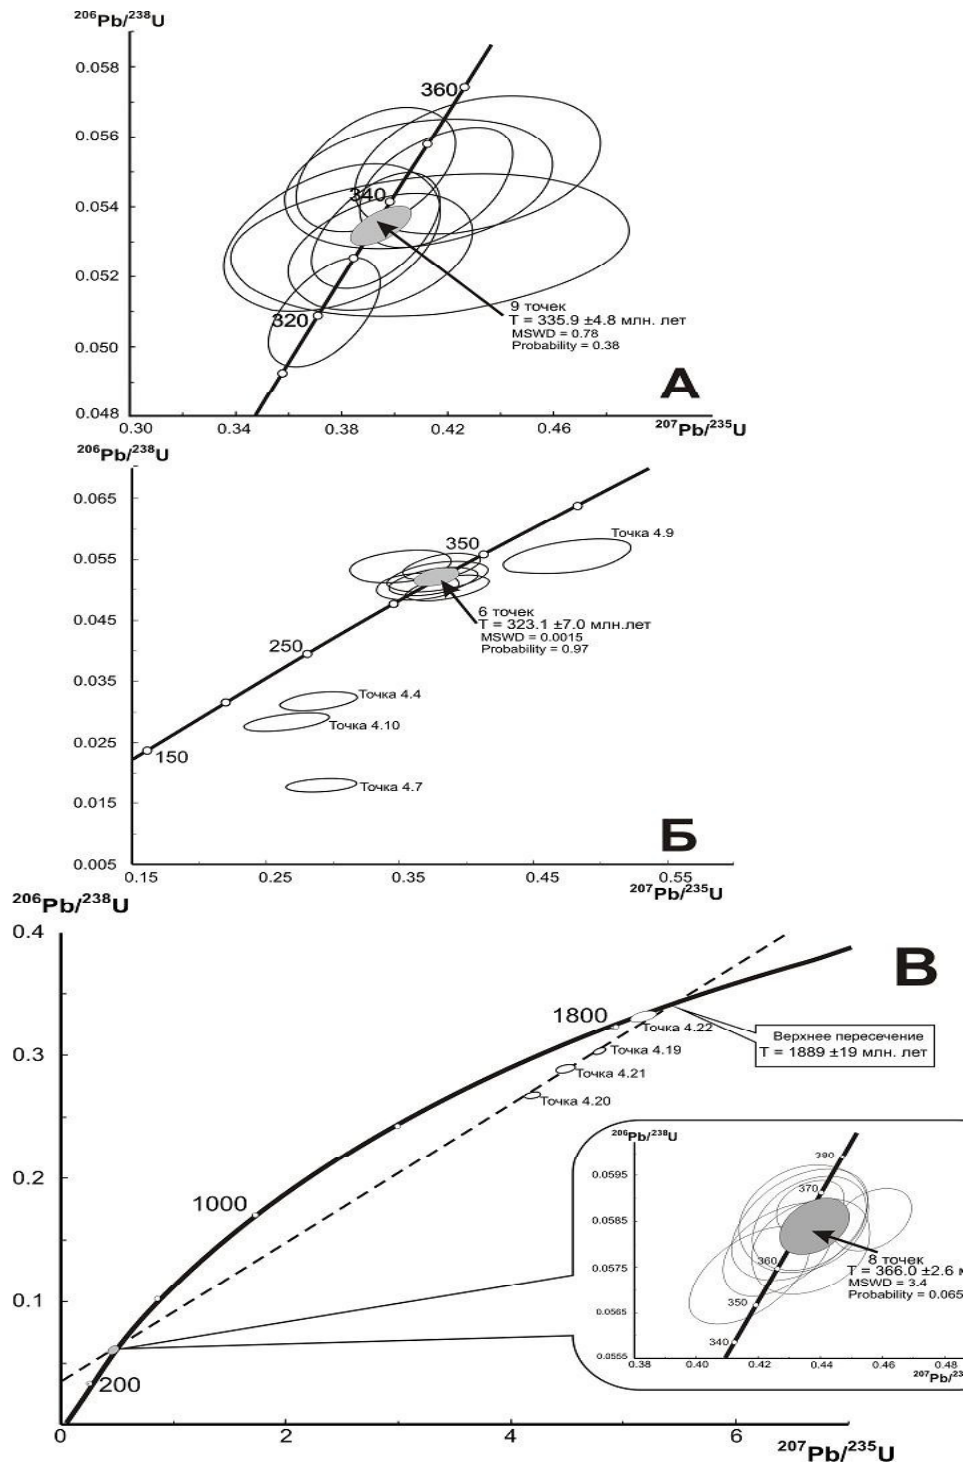 206Pb/238U
0.058
360
0.056
0.054
340
0.052
320
9 точек
T = 335.9 ±4.8 млн. лет
MSWD = 0.78
Probability = 0.38
0.050
А
0.048
0.30
0.34
0.38
0.42
0.46
207Pb/235U
206Pb/238U
0.065
350
Точка 4.9
0.055
6 точек
T = 323.1 ±7.0 млн.лет
MSWD = 0.0015
Probability = 0.97
0.045
250
0.035
Точка 4.4
Точка 4.10
0.025
150
Точка 4.7
0.015
Б
0.005
0.15
0.25
0.35
0.45
0.55
207Pb/235U
206Pb/238U
0.4
В
1800
Точка 4.22
Верхнее пересечение
T = 1889 ±19 млн. лет
Точка 4.19
0.3
Точка 4.21
Точка 4.20
206Pb/238U
0.2
1000
380
0.0595
370
0.0585
8 точек
360
T = 366.0 ±2.6 м
0.0575
MSWD = 3.4
Probability = 0.065
350
0.0565
0.1
340
0.0555
0.38
0.40
0.42
0.44
0.46
0.48
207Pb/23
200
0
0
2
4
6
207Pb/235U